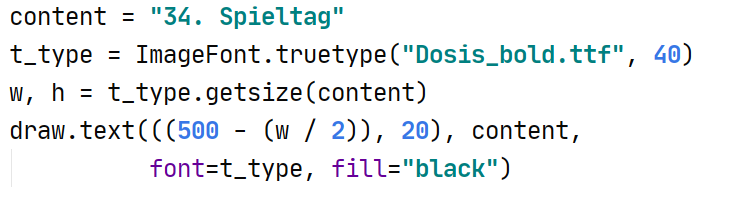 content = "34. Spieltag"
t_type = ImageFont.truetype("Dosis_bold.ttf", 40)
w, h = t_type.getsize(content)
draw.text(((500 - (w / 2)), 20), content,
          font=t_type, fill="black")